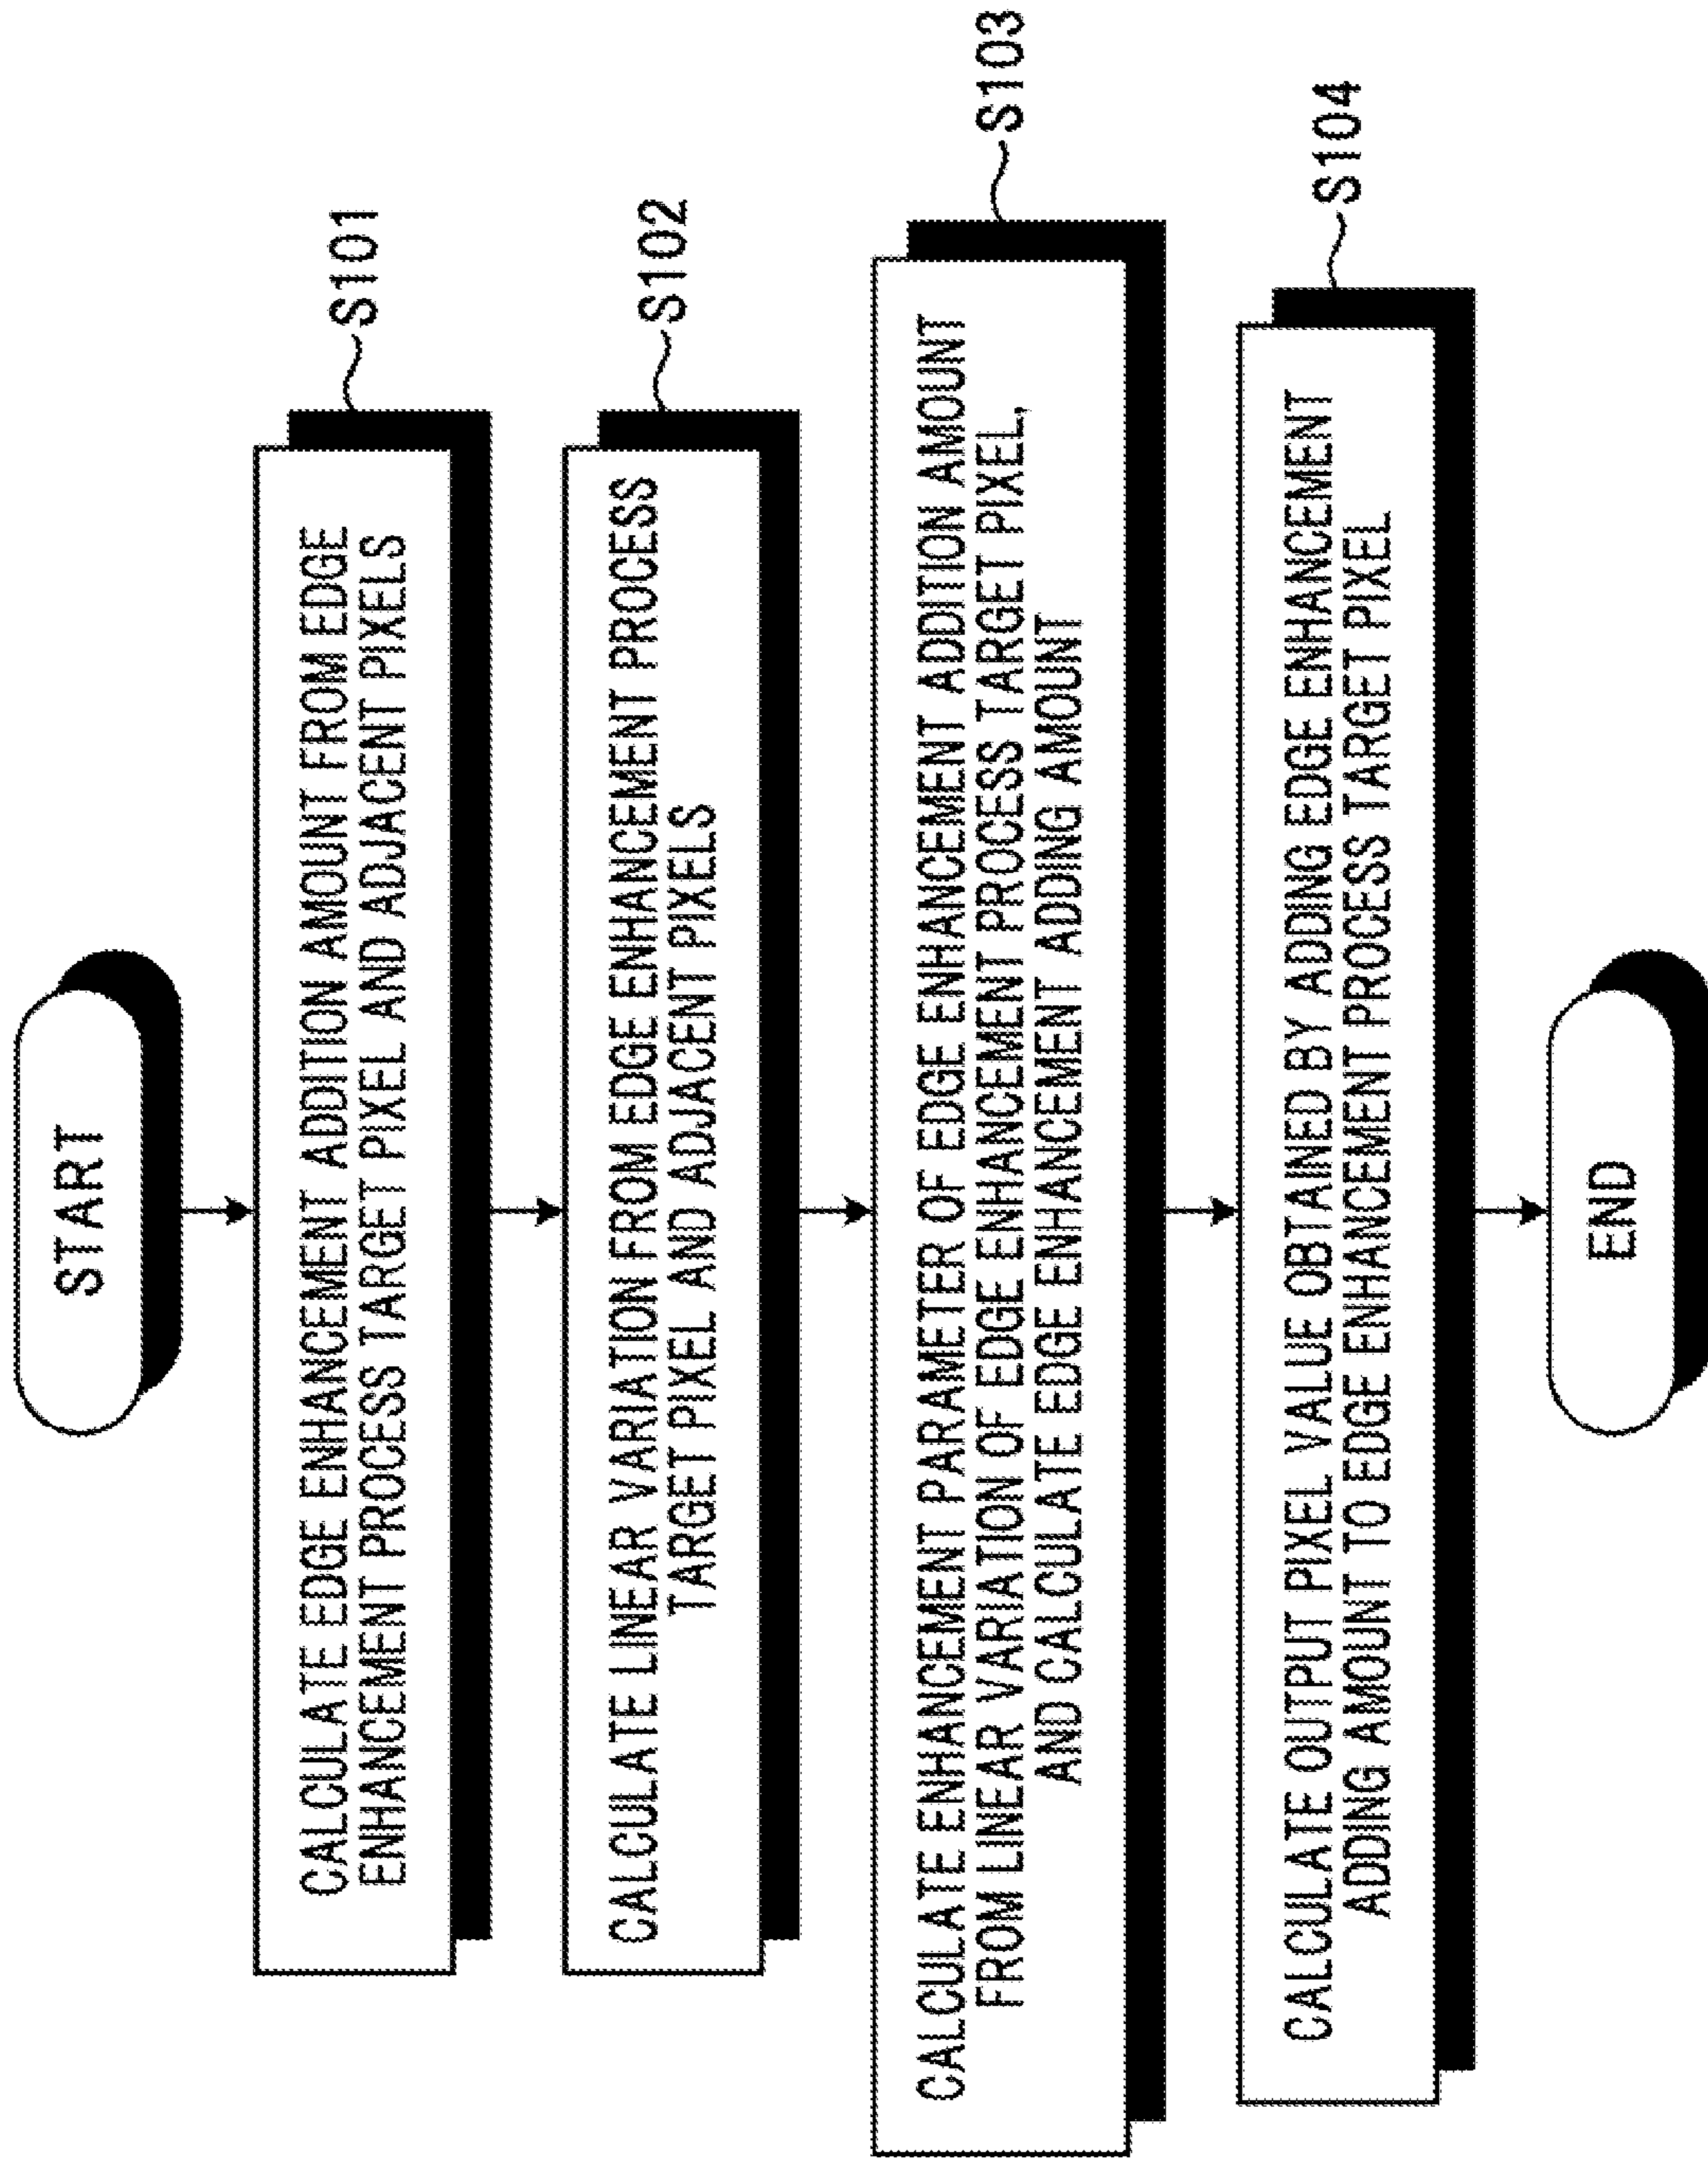 START
CALCULATE EDGE ENHANCEMENT ADDITION AMOUNT FROM EDGE
ENHANCEMENT PROCESS TARGET PIXEL AND ADJACENT PIXELS
S101
CALCULATE LINEAR VARIATION FROM EDGE ENHANCEMENT PROCESS
TARGET PIXEL AND ADJACENT PIXELS
S102
CALCULATE ENHANCEMENT PARAMETER OF EDGE ENHANCEMENT ADDITION AMOUNT
FROM LINEAR VARIATION OF EDGE ENHANCEMENT PROCESS TARGET PIXEL,
AND CALCULATE EDGE ENHANCEMENT ADDING AMOUNT
S103
CALCULATE OUTPUT PIXEL VALUE OBTAINED BY ADDING EDGE ENHANCEMENT
ADDING AMOUNT TO EDGE ENHANCEMENT PROCESS TARGET PIXEL
S104
END